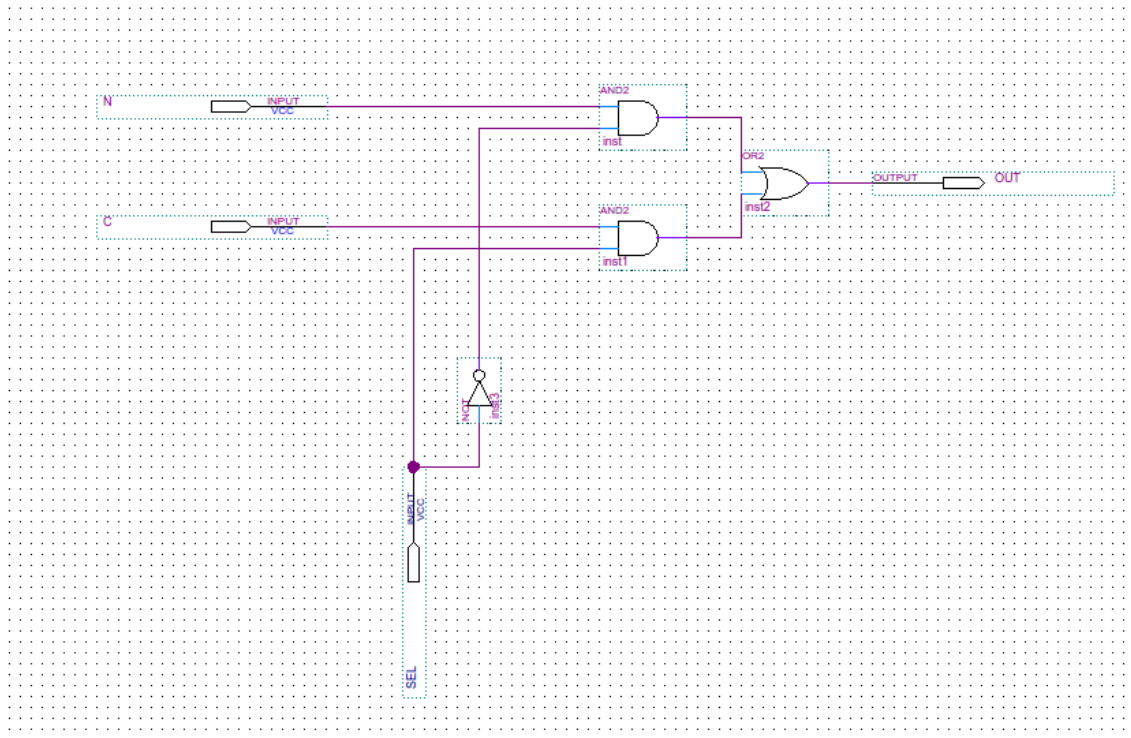 AND2
N
INPUT
VCC
inst
OR2
OUTPUT
OUT
inst2
AND2
C
INPUT
VCC
inst1
NOT
inst3
INPUT
VCC
SEL